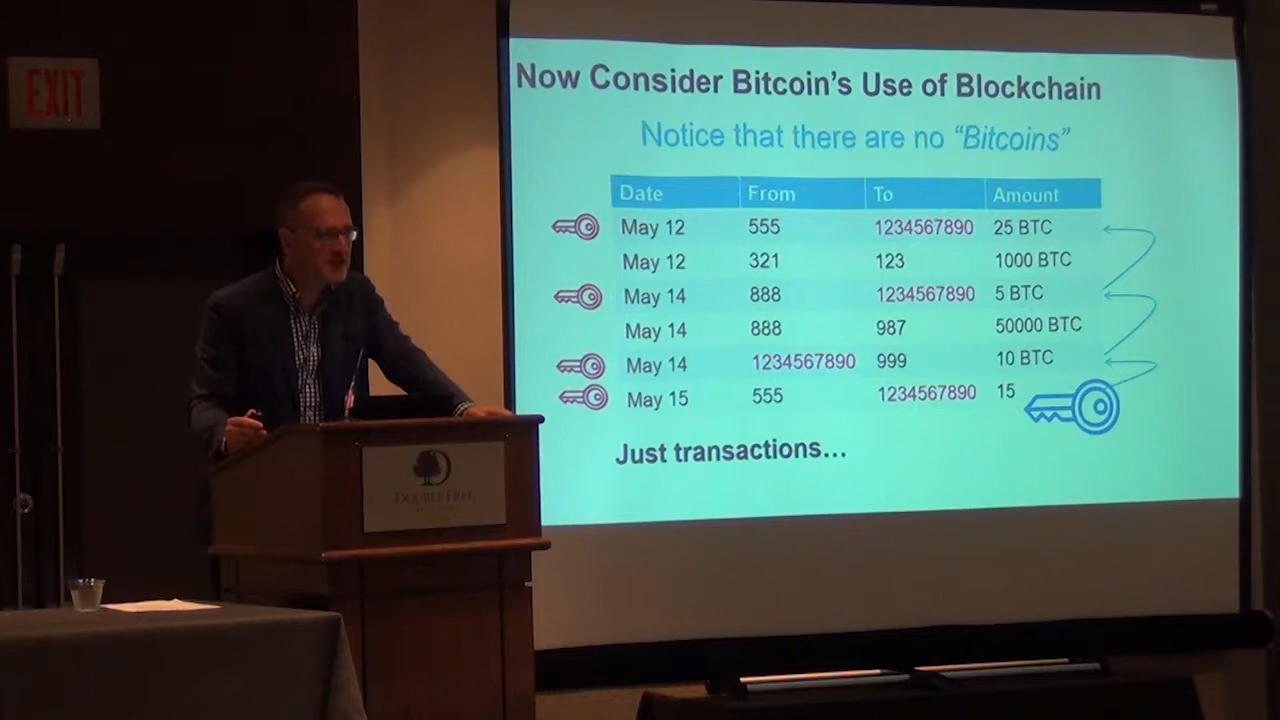 EXIT
Now Consider Bitcoin's Use of Blockchain
Notice that there are no “Bitcoins”
Date From To Amount
May 12 555 1234567890 25 BTC
May 12 321 123 1000 BTC
May 14 888 1234567890 5 BTC
May 14 888 987 50000 BTC
May 14 1234567890 999 10 BTC
May 15 555 1234567890 15
Just transactions…
DOUBLETREE